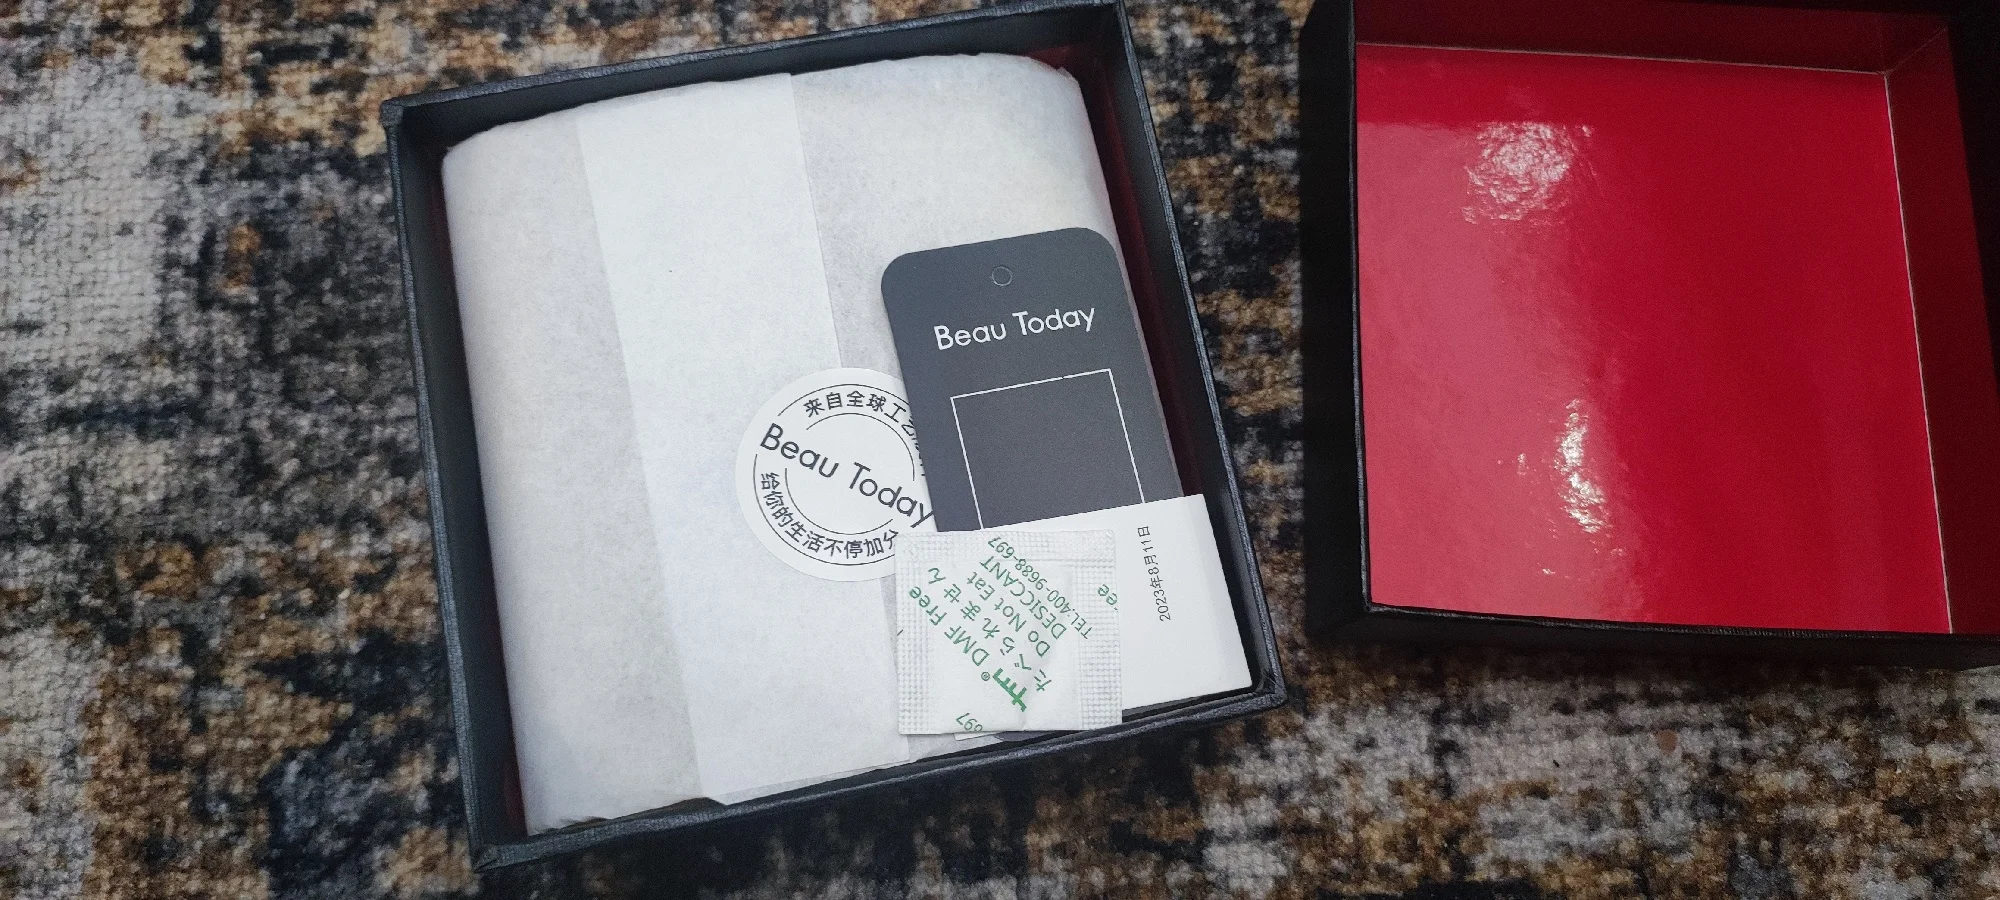 Beau Today
来自全球工艺
Beau Today
给你的生活不停加分
2023年8月11日
DMF Free
たべられません
Do Not Eat
DESICCANT
TEL:400-9688-697
ee
697